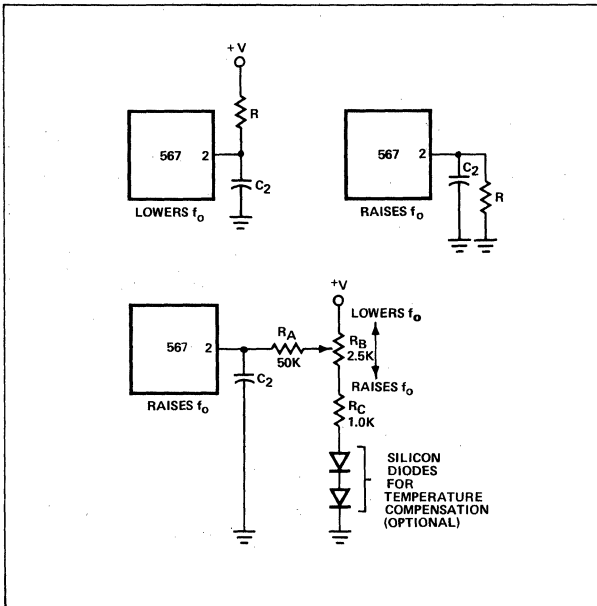 +V
R
567 2
C2
LOWERS fo
567 2
C2
R
RAISES fo
+V
LOWERS fo
567 2
RA
50K
RB
2.5K
C2
RAISES fo
RAISES fo
RC
1.0K
SILICON
DIODES
FOR
TEMPERATURE
COMPENSATION
(OPTIONAL)